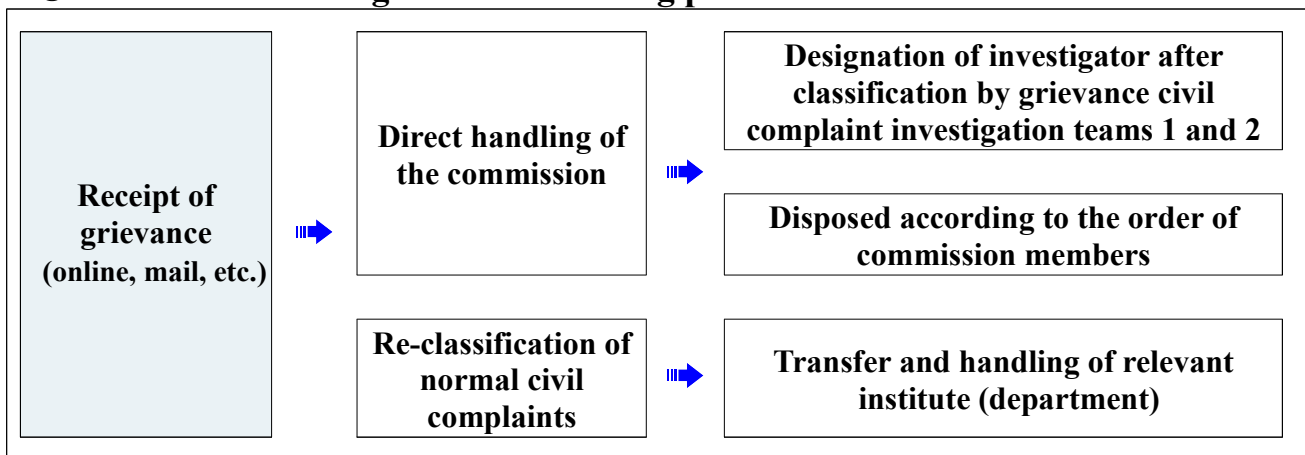 Receipt of
grievance
(online, mail, etc.)
Direct handling of
the commission
Designation of investigator after
classification by grievance civil
complaint investigation teams 1 and 2
Disposed according to the order of
commission members
Re-classification of
normal civil
complaints
Transfer and handling of relevant
institute (department)